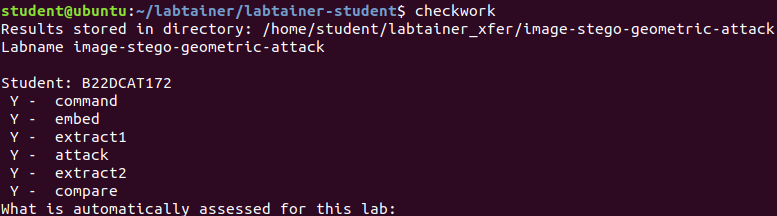 student@ubuntu:~/labtainer/labtainer-student$ checkwork
Results stored in directory: /home/student/labtainer_xfer/image-stego-geometric-attack
Labname image-stego-geometric-attack
Student: B22DCAT172
Y - command
Y - embed
Y - extract1
Y - attack
Y - extract2
Y - compare
What is automatically assessed for this lab: